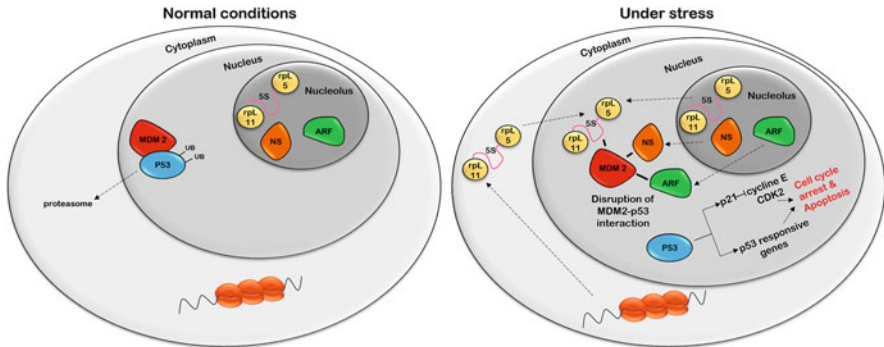 Normal conditions
Cytoplasm
Nucleus
rpL
5
5S
Nucleolus
rpL
11
MDM 2
NS
ARF
P53
UB
UB
proteasome
Under stress
Cytoplasm
Nucleus
rpL
5
5S
Nucleolus
rpL
11
NS
ARF
rpL
5
5S
rpL
11
rpL
5
5S
rpL
11
NS
MDM 2
ARF
Disruption of
MDM2-p53
interaction
P53
p21
cycline E
CDK2
Cell cycle
arrest &
Apoptosis
p53 responsive
genes